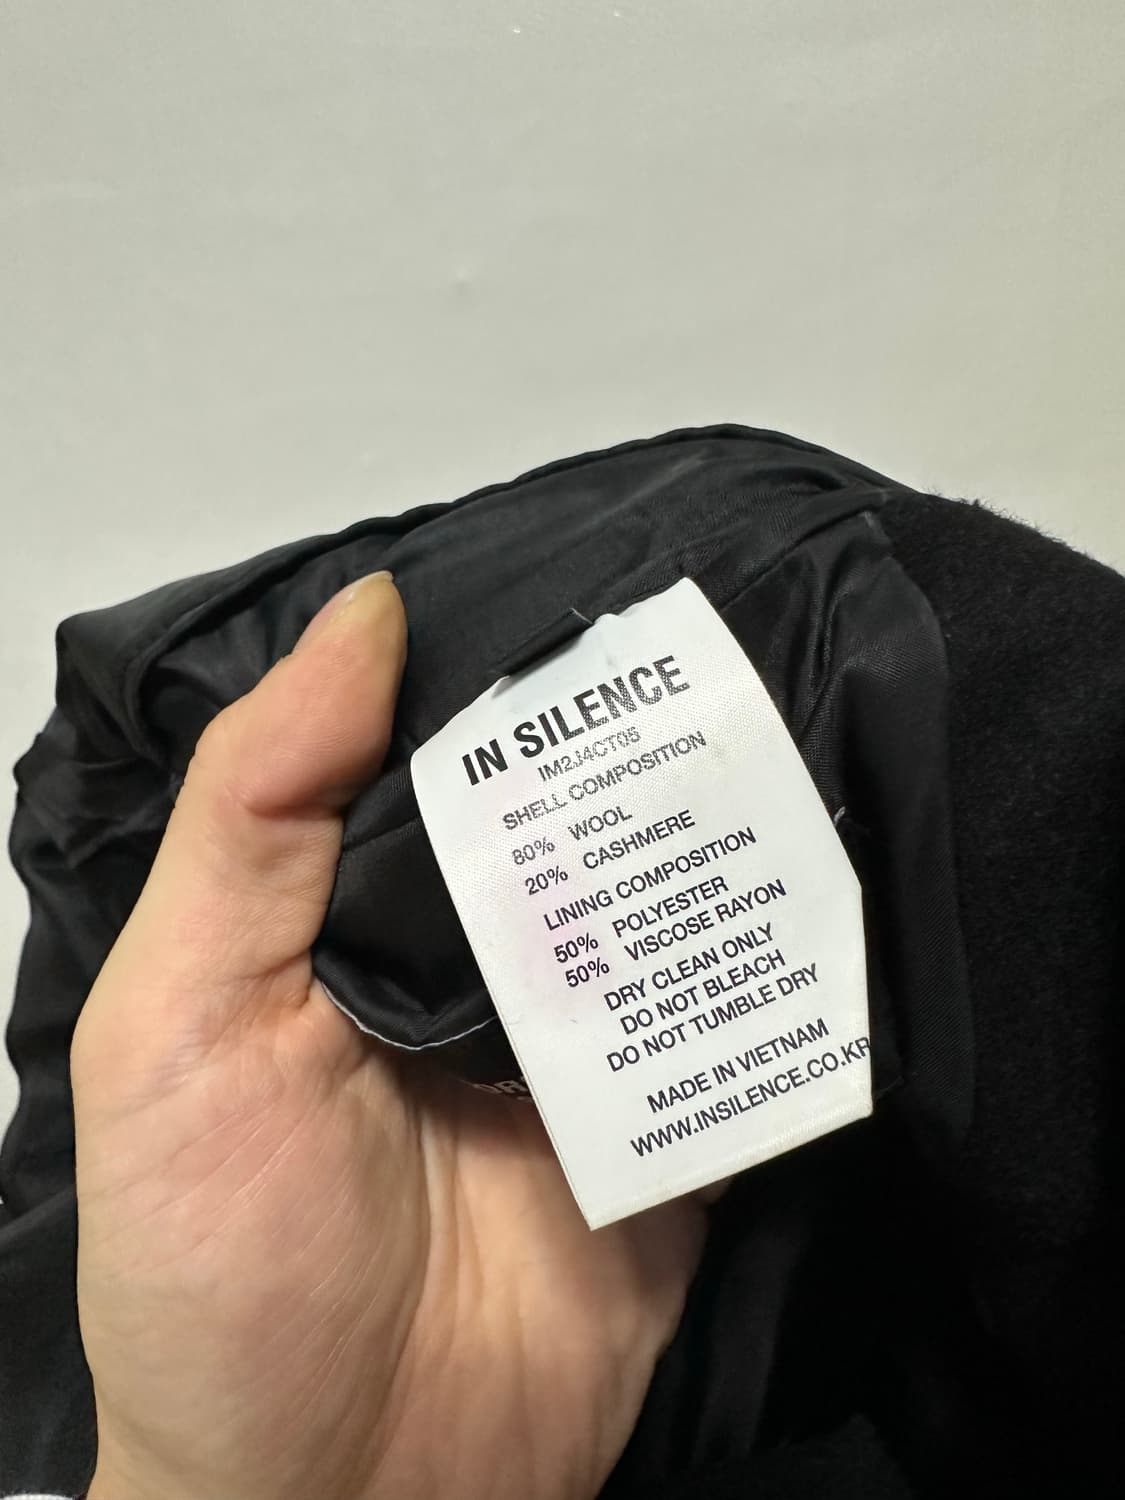 IN SILENCE
IM2J4CT05
SHELL COMPOSITION
80% WOOL
20% CASHMERE
LINING COMPOSITION
50% POLYESTER
50% VISCOSE RAYON
DRY CLEAN ONLY
DO NOT BLEACH
DO NOT TUMBLE DRY
MADE IN VIETNAM
WWW.INSILENCE.CO.KR